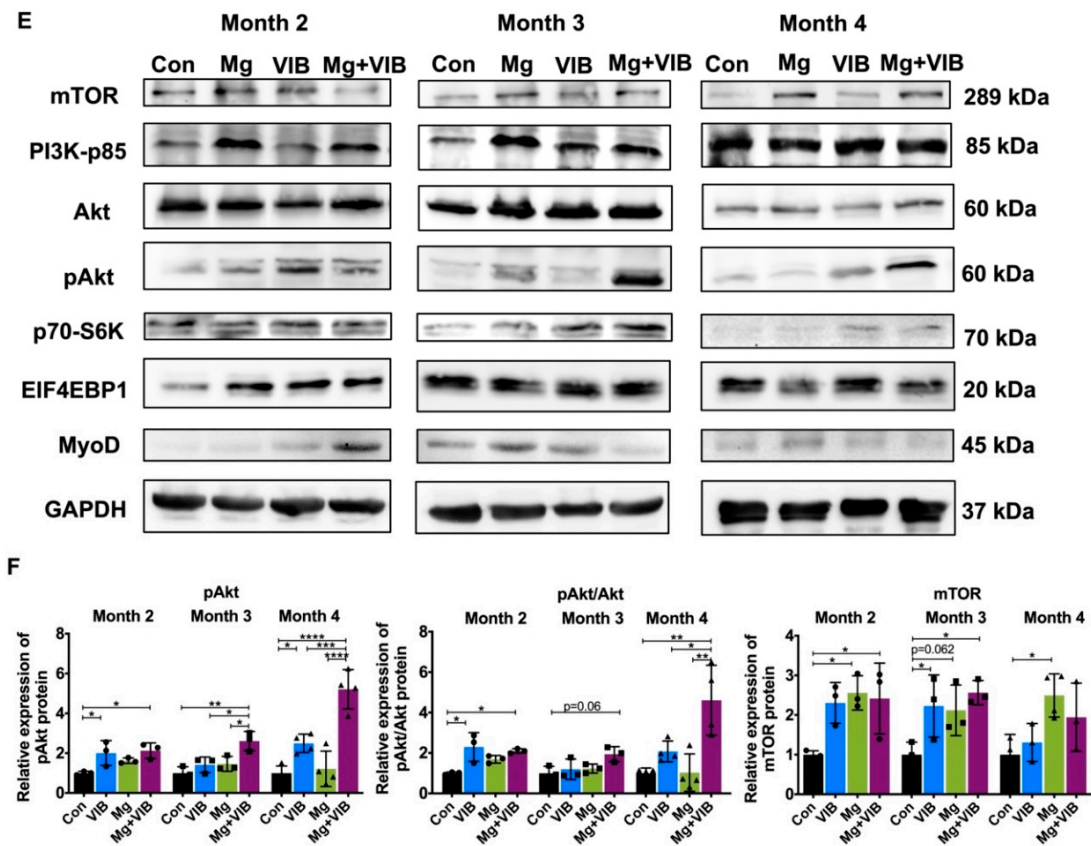 E
Month 2 Month 3 Month 4
Con Mg VIB Mg+VIB Con Mg VIB Mg+VIB Con Mg VIB Mg+VIB
mTOR 289 kDa
PI3K-p85 85 kDa
Akt 60 kDa
pAkt 60 kDa
p70-S6K 70 kDa
EIF4EBP1 20 kDa
MyoD 45 kDa
GAPDH 37 kDa
F
pAkt
Month 2 Month 3 Month 4
Relative expression of
pAkt protein
8
6
4
2
0
* * ** * * **** * *** ****
Con VIB Mg Mg+VIB Con VIB Mg Mg+VIB Con VIB Mg Mg+VIB
pAkt/Akt
Month 2 Month 3 Month 4
Relative expression of
pAkt/Akt protein
8
6
4
2
0
* * p=0.06 ** * **
Con VIB Mg Mg+VIB Con VIB Mg Mg+VIB Con VIB Mg Mg+VIB
mTOR
Month 2 Month 3 Month 4
Relative expression of
mTOR protein
4
3
2
1
0
* * * p=0.062 * *
Con VIB Mg Mg+VIB Con VIB Mg Mg+VIB Con VIB Mg Mg+VIB